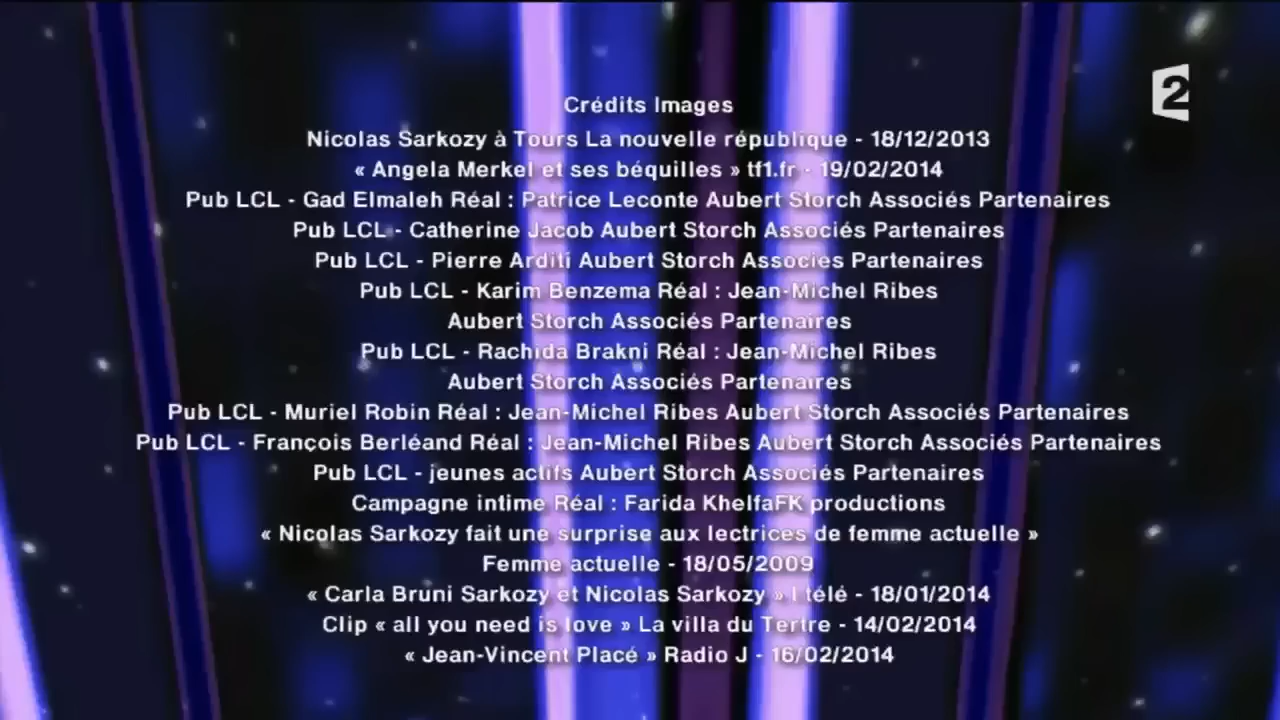 2
Crédits Images
Nicolas Sarkozy à Tours La nouvelle république - 18/12/2013
« Angela Merkel et ses béquilles » tf1.fr - 19/02/2014
Pub LCL - Gad Elmaleh Réal : Patrice Leconte Aubert Storch Associés Partenaires
Pub LCL - Catherine Jacob Aubert Storch Associés Partenaires
Pub LCL - Pierre Arditi Aubert Storch Associés Partenaires
Pub LCL - Karim Benzema Réal : Jean-Michel Ribes
Aubert Storch Associés Partenaires
Pub LCL - Rachida Brakni Réal : Jean-Michel Ribes
Aubert Storch Associés Partenaires
Pub LCL - Muriel Robin Réal : Jean-Michel Ribes Aubert Storch Associés Partenaires
Pub LCL - François Berléand Réal : Jean-Michel Ribes Aubert Storch Associés Partenaires
Pub LCL - jeunes actifs Aubert Storch Associés Partenaires
Campagne intime Réal : Farida KhelfaFK productions
« Nicolas Sarkozy fait une surprise aux lectrices de femme actuelle »
Femme actuelle - 18/05/2009
« Carla Bruni Sarkozy et Nicolas Sarkozy » I télé - 18/01/2014
Clip « all you need is love » La villa du Tertre - 14/02/2014
« Jean-Vincent Placé » Radio J - 16/02/2014